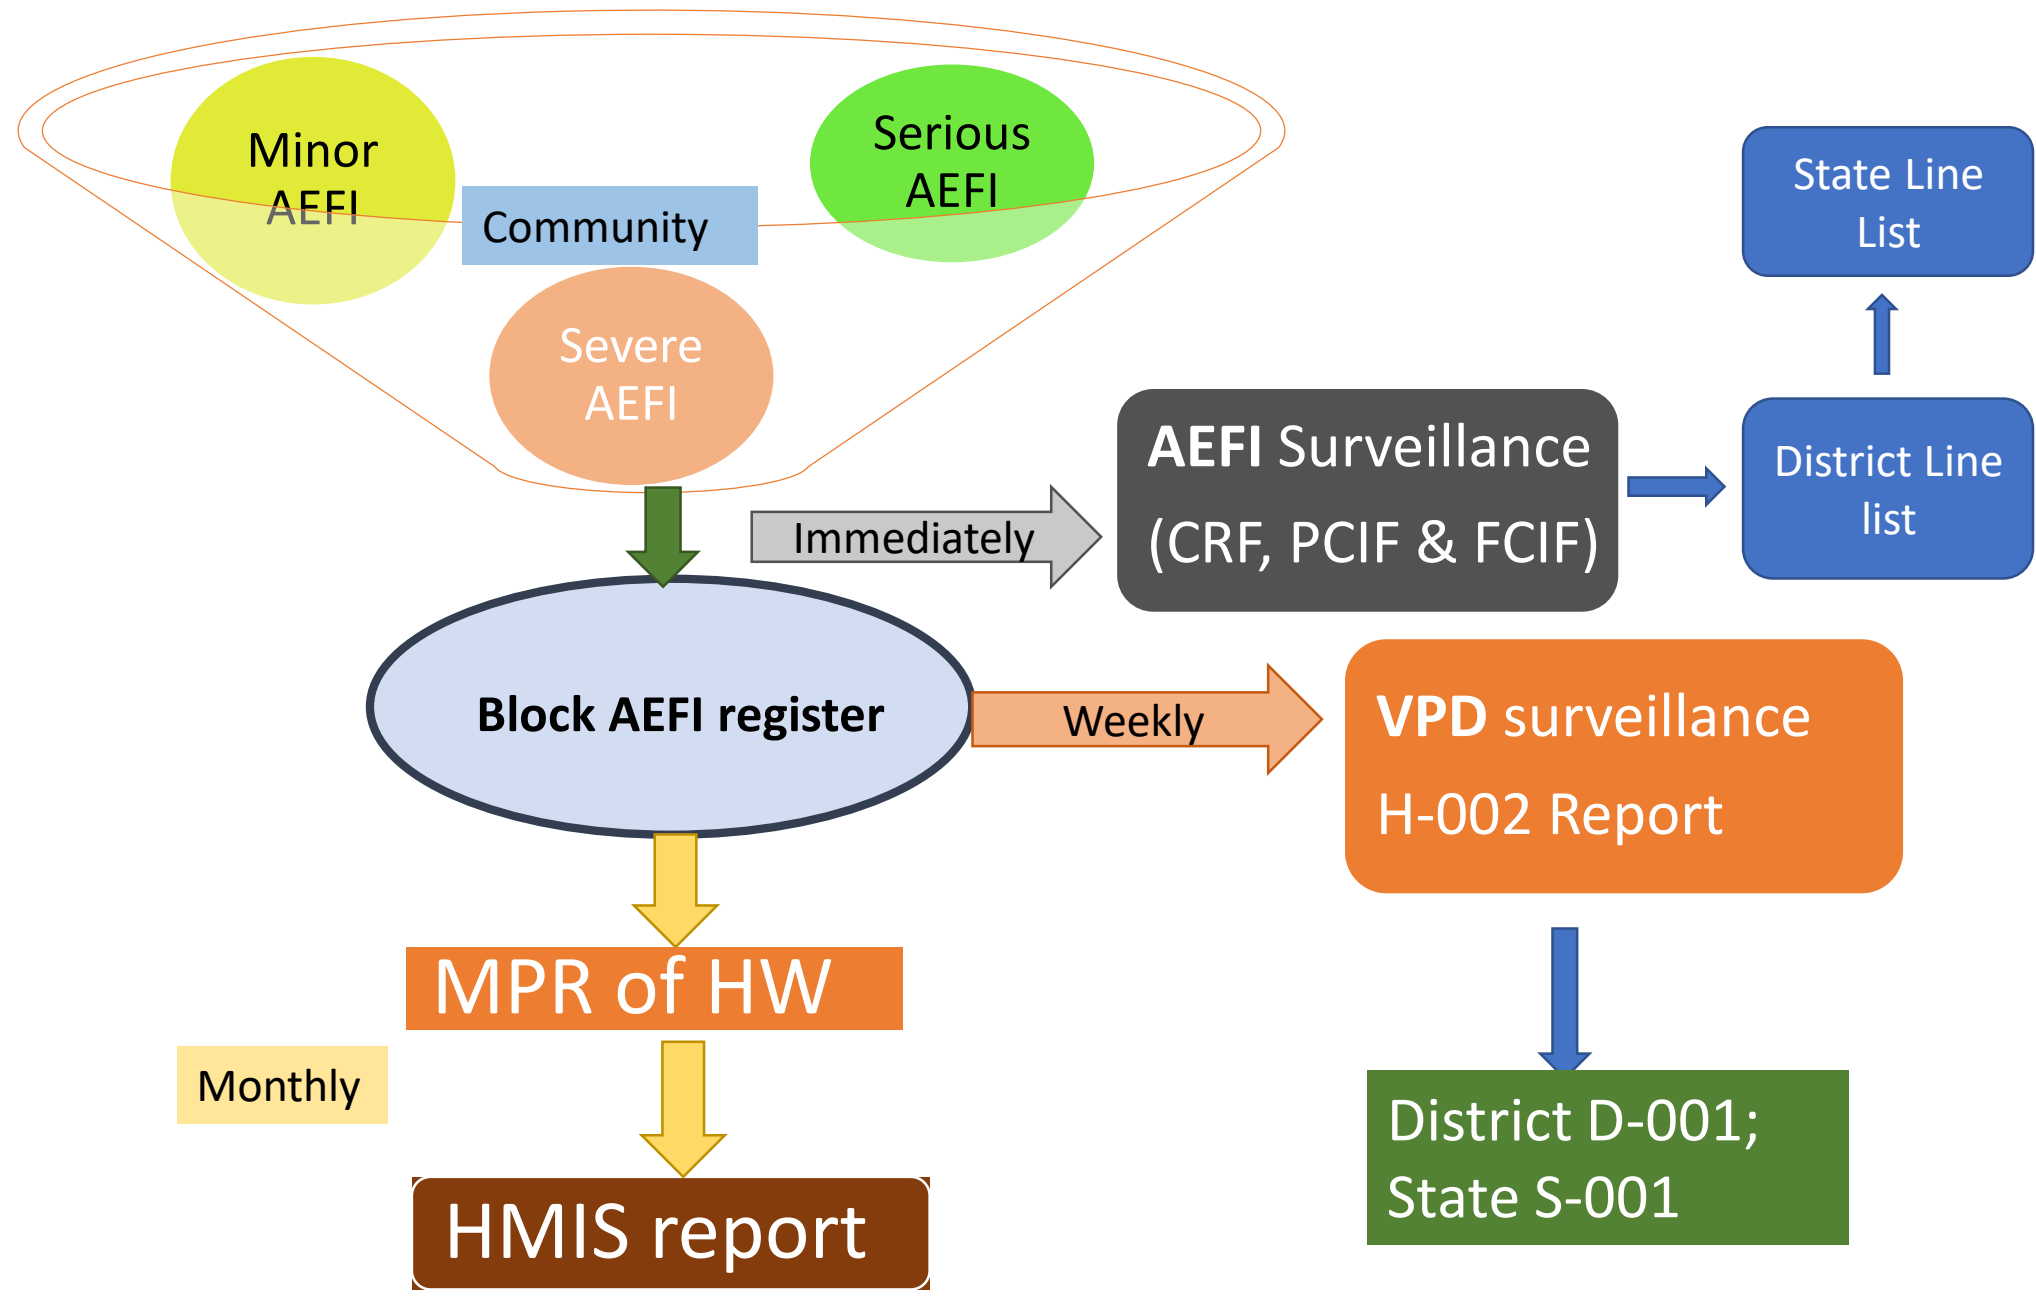 Minor
AEFI
Serious
AEFI
Community
Severe
AEFI
State Line
List
District Line
list
AEFI Surveillance
(CRF, PCIF & FCIF)
Immediately
Block AEFI register
Weekly
VPD surveillance
H-002 Report
MPR of HW
Monthly
HMIS report
District D-001;
State S-001